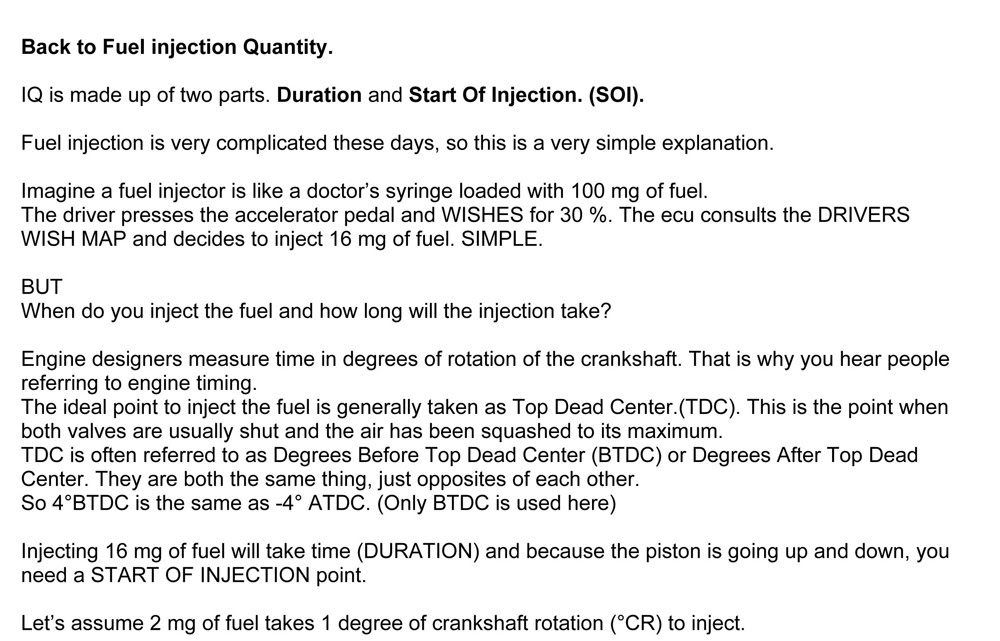 Back to Fuel injection Quantity.
IQ is made up of two parts. Duration and Start Of Injection. (SOI).
Fuel injection is very complicated these days, so this is a very simple explanation.
Imagine a fuel injector is like a doctor’s syringe loaded with 100 mg of fuel.
The driver presses the accelerator pedal and WISHES for 30 %. The ecu consults the DRIVERS
WISH MAP and decides to inject 16 mg of fuel. SIMPLE.
BUT
When do you inject the fuel and how long will the injection take?
Engine designers measure time in degrees of rotation of the crankshaft. That is why you hear people
referring to engine timing.
The ideal point to inject the fuel is generally taken as Top Dead Center.(TDC). This is the point when
both valves are usually shut and the air has been squashed to its maximum.
TDC is often referred to as Degrees Before Top Dead Center (BTDC) or Degrees After Top Dead
Center. They are both the same thing, just opposites of each other.
So 4°BTDC is the same as -4° ATDC. (Only BTDC is used here)
Injecting 16 mg of fuel will take time (DURATION) and because the piston is going up and down, you
need a START OF INJECTION point.
Let’s assume 2 mg of fuel takes 1 degree of crankshaft rotation (°CR) to inject.